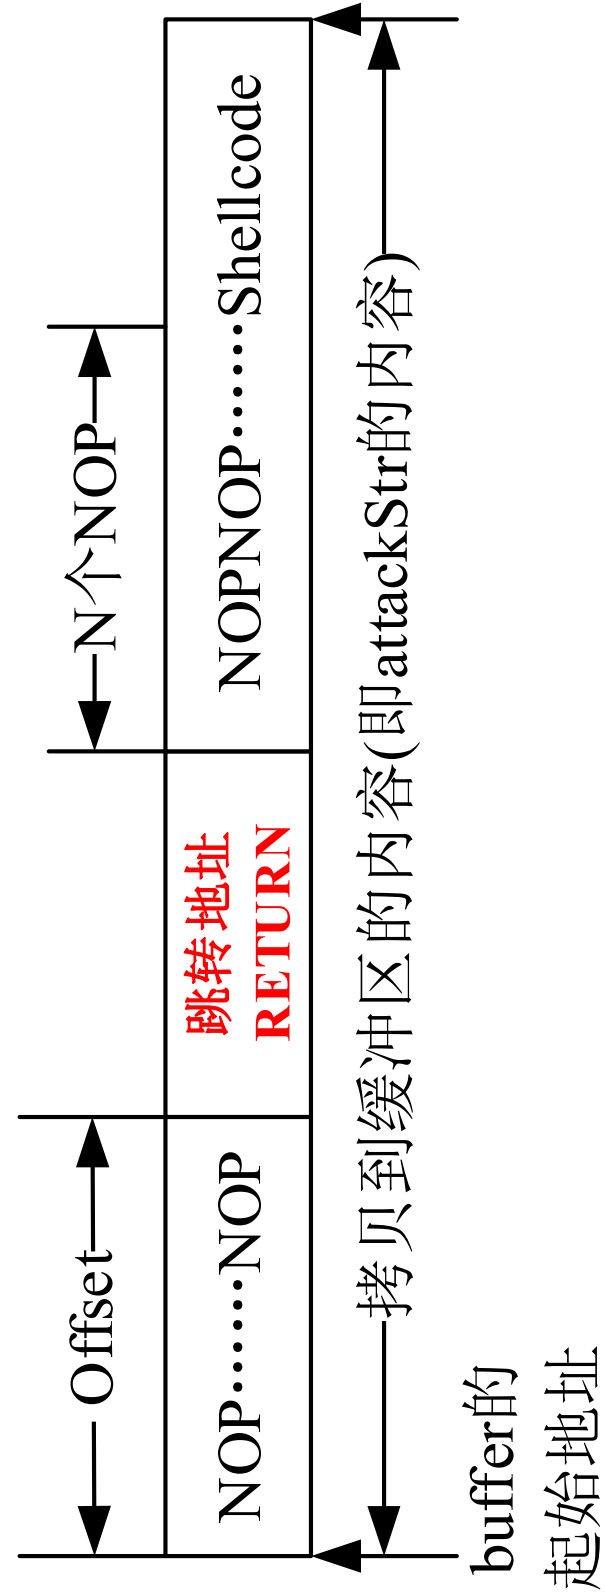 Offset
N个NOP
NOP······NOP
跳转地址
RETURN
NOPNOP······Shellcode
拷贝到缓冲区的内容(即attackStr的内容)
buffer的
起始地址